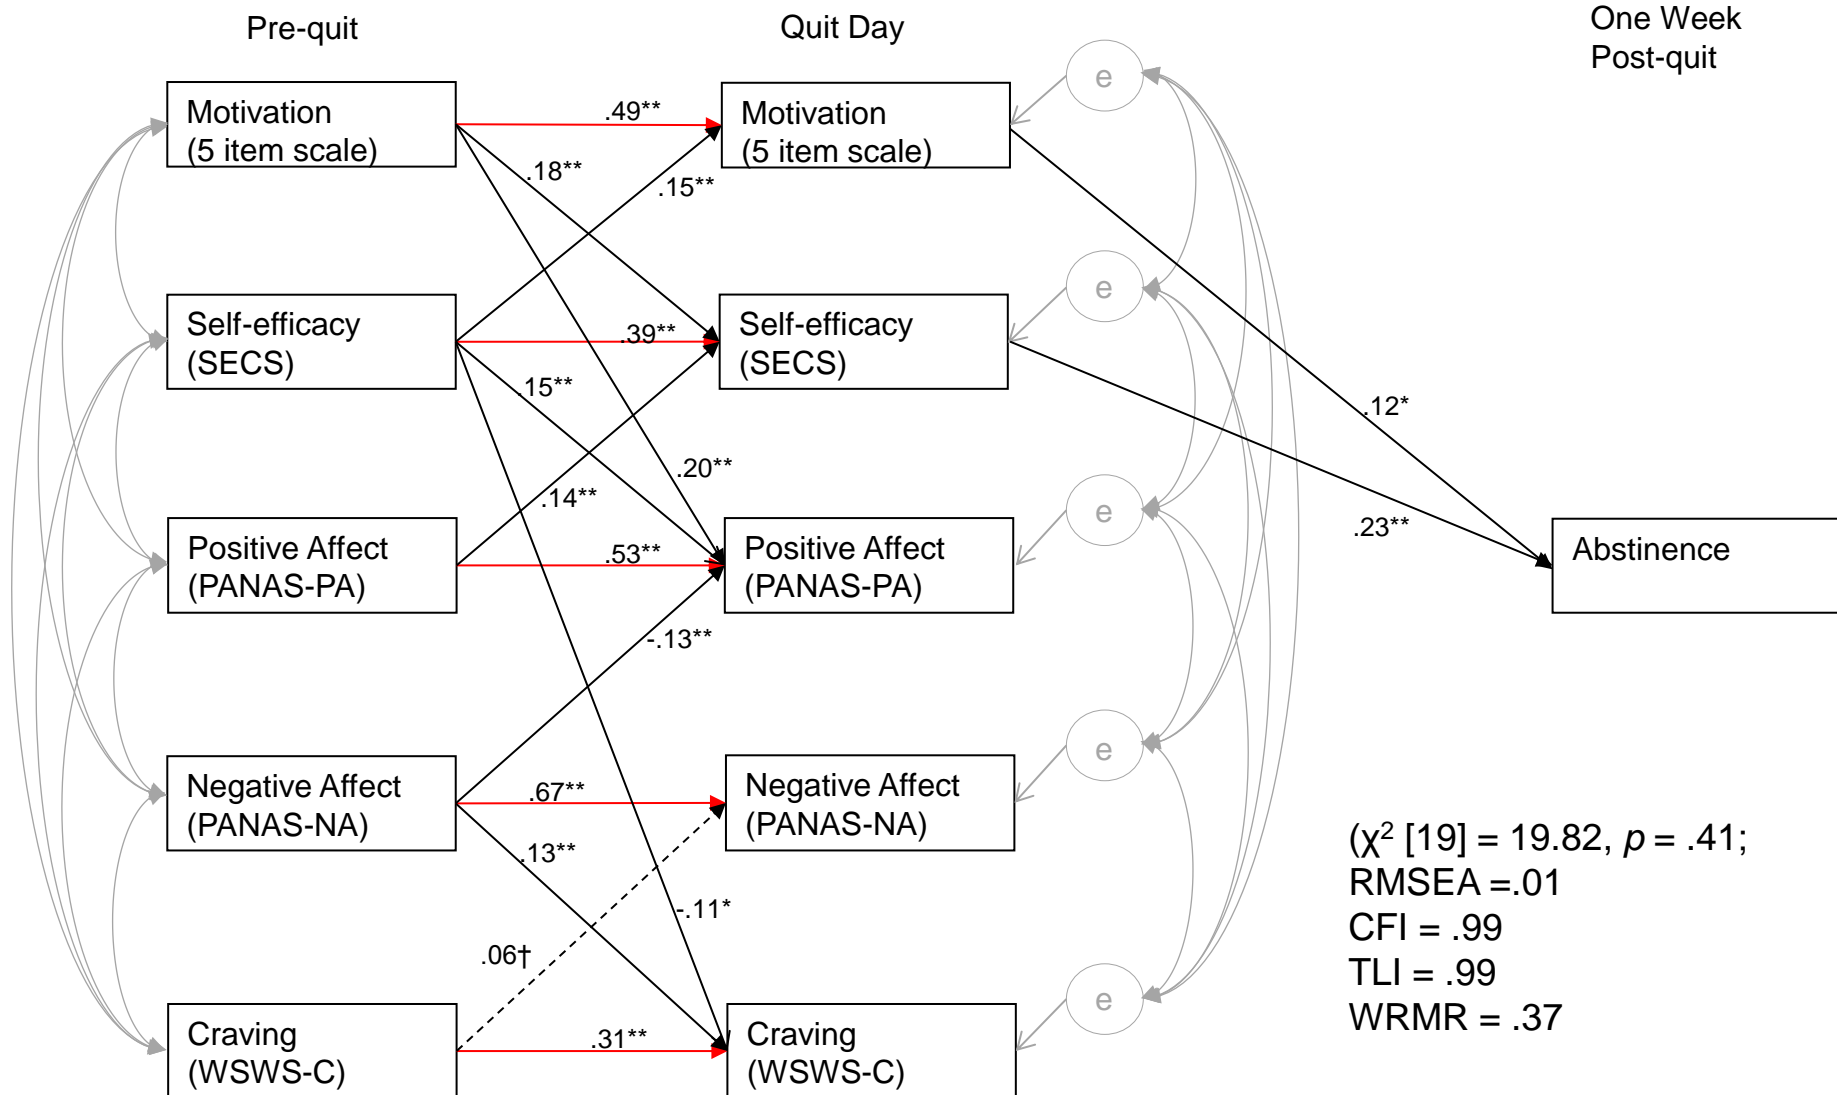 Pre-quit
Quit Day
One Week
Post-quit
Motivation
(5 item scale)
.49**
Motivation
(5 item scale)
e
.18**
.15**
Self-efficacy
(SECS)
.39**
Self-efficacy
(SECS)
e
.15**
.12*
.20**
.14**
.23**
Positive Affect
(PANAS-PA)
.53**
Positive Affect
(PANAS-PA)
e
Abstinence
-.13**
Negative Affect
(PANAS-NA)
.67**
Negative Affect
(PANAS-NA)
e
.13**
-.11*
.06†
Craving
(WSWS-C)
.31**
Craving
(WSWS-C)
e
(χ² [19] = 19.82, p = .41;
RMSEA =.01
CFI = .99
TLI = .99
WRMR = .37